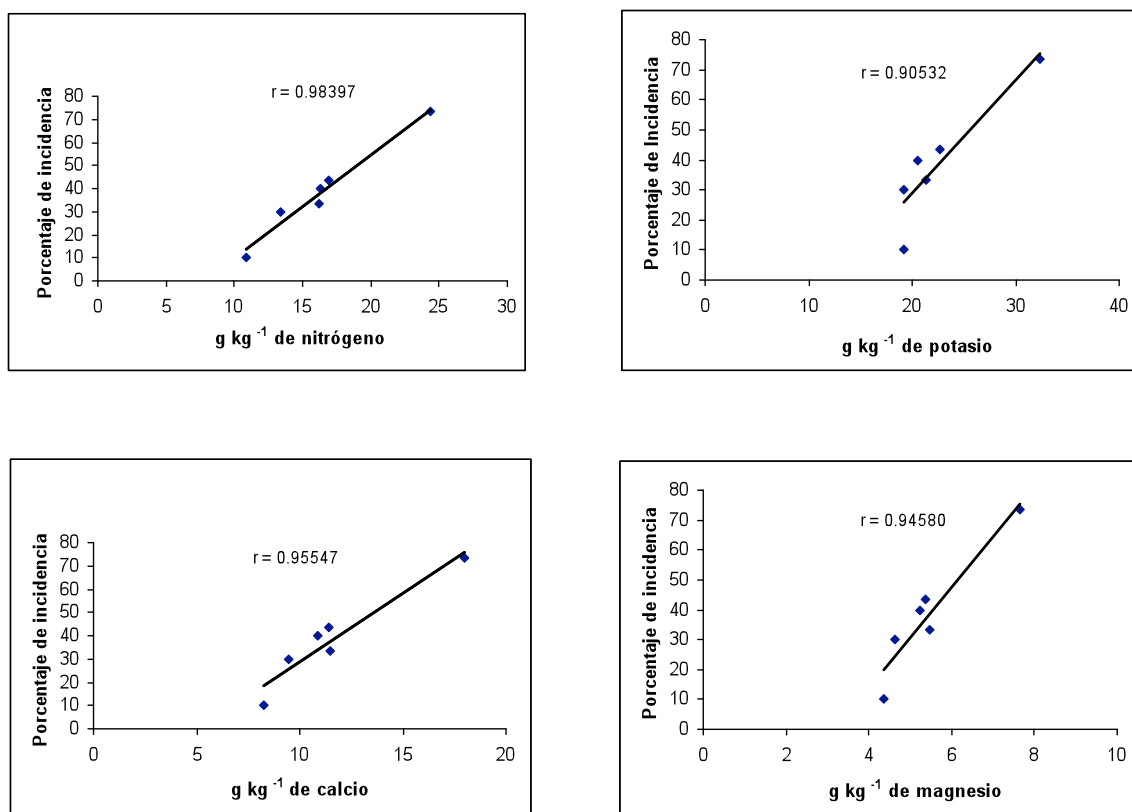 r = 0.98397
Porcentaje de incidencia
80
70
60
50
40
30
20
10
0
0 5 10 15 20 25 30
g kg -1 de nitrógeno
r = 0.90532
Porcentaje de Incidencia
80
70
60
50
40
30
20
10
0
0 10 20 30 40
g kg -1 de potasio
r = 0.95547
Porcentaje de incidencia
80
70
60
50
40
30
20
10
0
0 5 10 15 20
g kg -1 de calcio
r = 0.94580
Porcentaje de incidencia
80
70
60
50
40
30
20
10
0
0 2 4 6 8 10
g kg -1 de magnesio